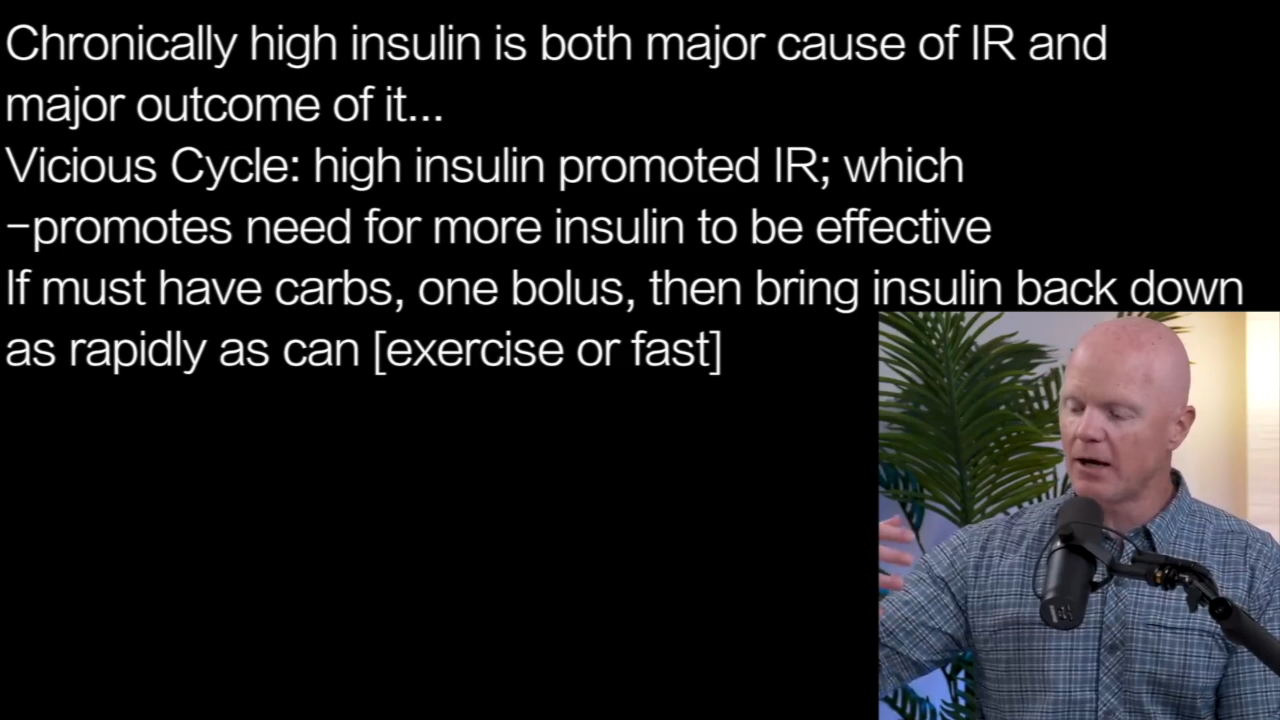 Chronically high insulin is both major cause of IR and
major outcome of it...
Vicious Cycle: high insulin promoted IR; which
–promotes need for more insulin to be effective
If must have carbs, one bolus, then bring insulin back down
as rapidly as can [exercise or fast]